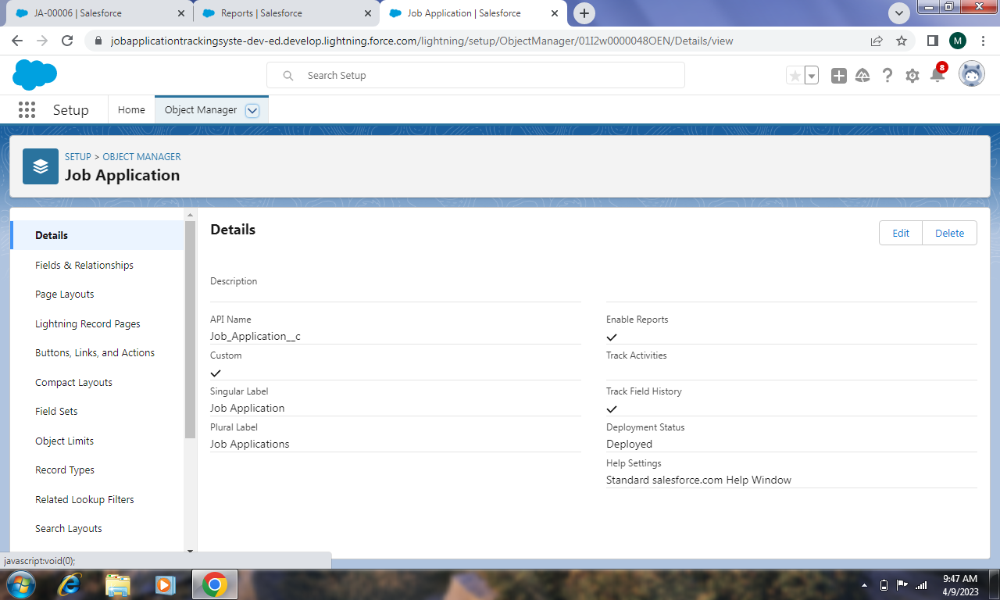 JA-00006 | Salesforce
Reports | Salesforce
Job Application | Salesforce
jobapplicationtrackingsyste-dev-ed.develop.lightning.force.com/lightning/setup/ObjectManager/01I2w0000048OEN/Details/view
M
Search Setup
8
Setup
Home
Object Manager
SETUP > OBJECT MANAGER
Job Application
Details
Fields & Relationships
Page Layouts
Lightning Record Pages
Buttons, Links, and Actions
Compact Layouts
Field Sets
Object Limits
Record Types
Related Lookup Filters
Search Layouts
Details
Edit
Delete
Description
API Name
Job_Application__c
Custom
Singular Label
Job Application
Plural Label
Job Applications
Enable Reports
Track Activities
Track Field History
Deployment Status
Deployed
Help Settings
Standard salesforce.com Help Window
javascript:void(0);
9:47 AM
4/9/2023